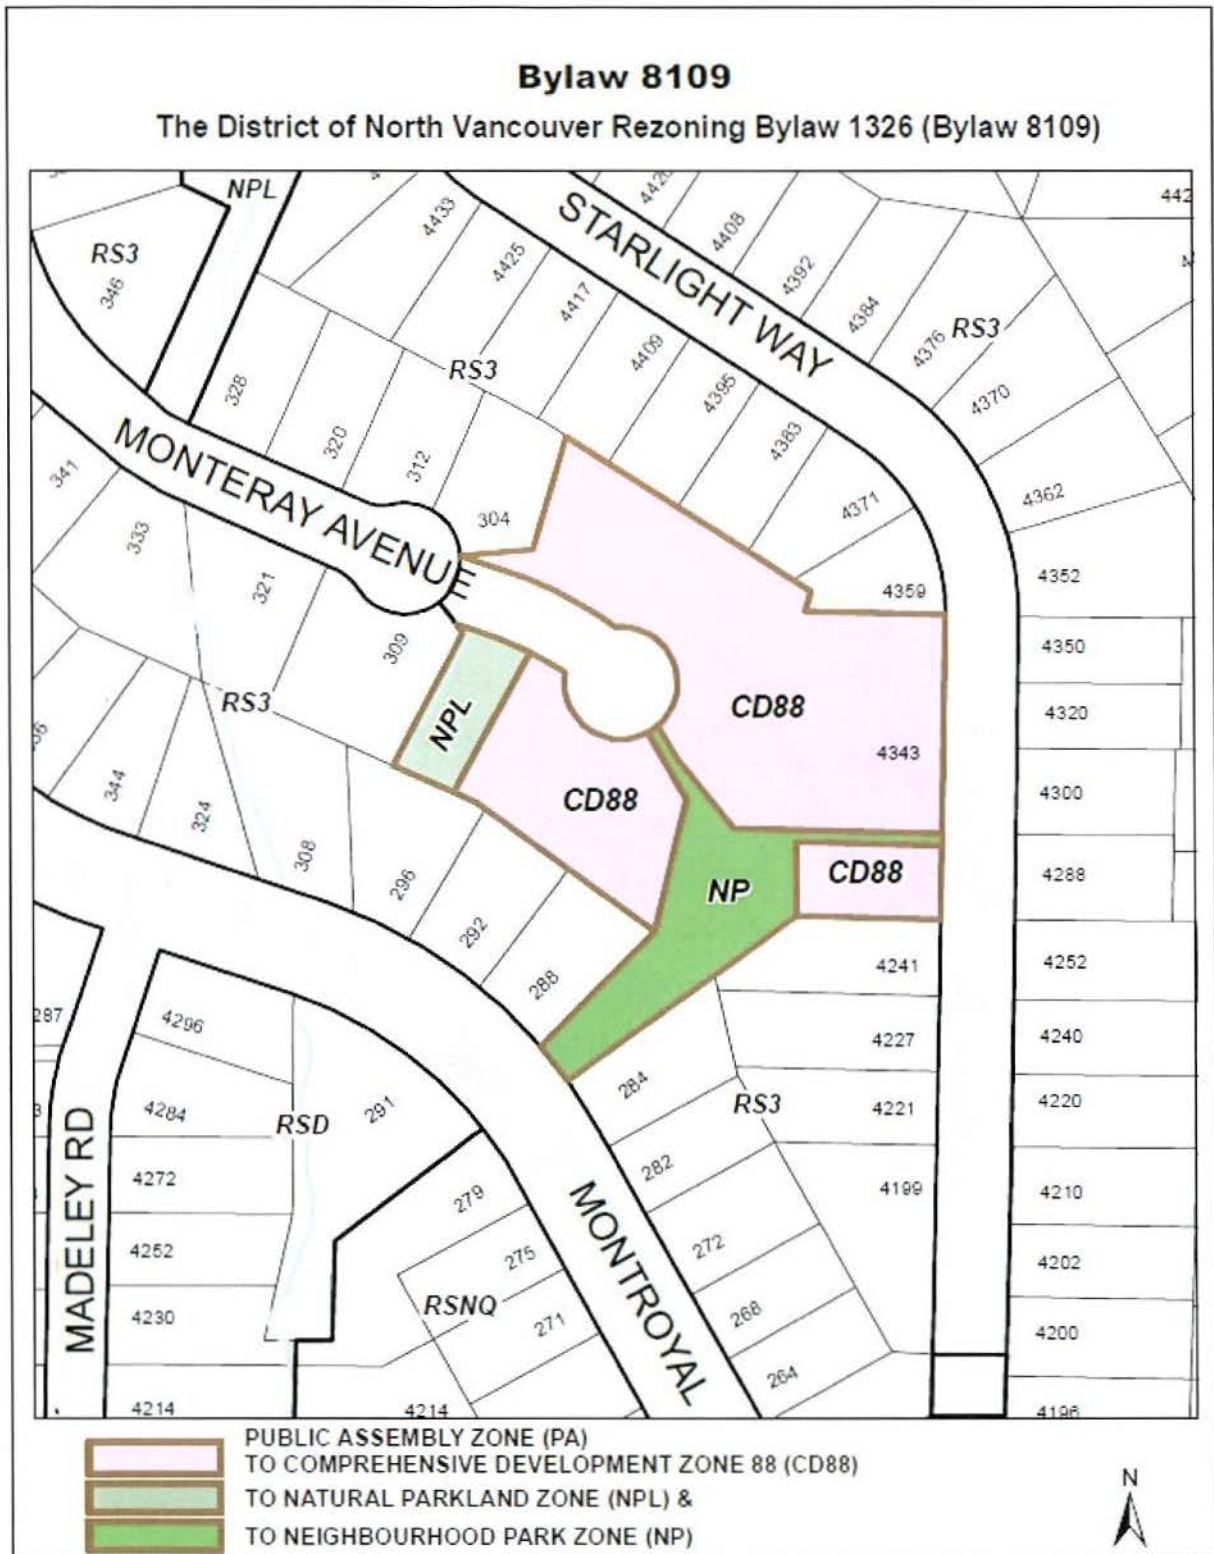 Bylaw 8109
The District of North Vancouver Rezoning Bylaw 1326 (Bylaw 8109)
NPL
RS3
346
4433
4425
4417
4409
4395
4383
4371
4359
4408
4392
4384
4376
RS3
4370
4362
442
STARLIGHT WAY
RS3
328
320
312
304
MONTERAY AVENUE
341
333
321
309
RS3
NPL
CD88
CD88
4343
CD88
NP
4352
4350
4320
4300
4288
4252
4240
4220
4210
4202
4200
4196
344
324
308
296
292
288
4241
4227
4221
4199
284
RS3
282
272
268
264
287
4296
4284
4272
4252
4230
4214
RSD
291
279
275
271
RSNQ
4214
MADELEY RD
MONTROYAL
PUBLIC ASSEMBLY ZONE (PA)
TO COMPREHENSIVE DEVELOPMENT ZONE 88 (CD88)
TO NATURAL PARKLAND ZONE (NPL) &
TO NEIGHBOURHOOD PARK ZONE (NP)
N